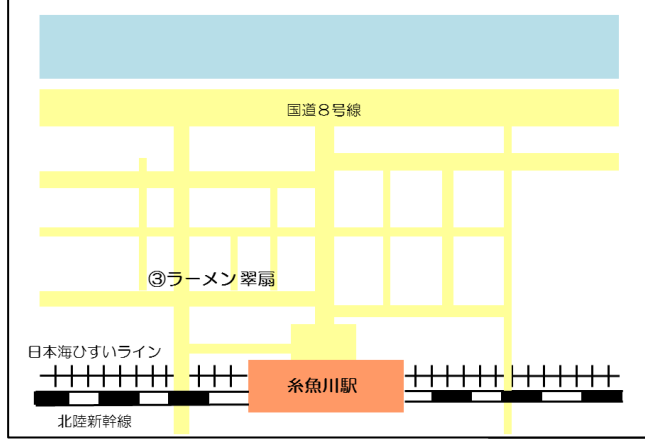 国道8号線
③ラーメン 翠扇
日本海ひすいライン
糸魚川駅
北陸新幹線